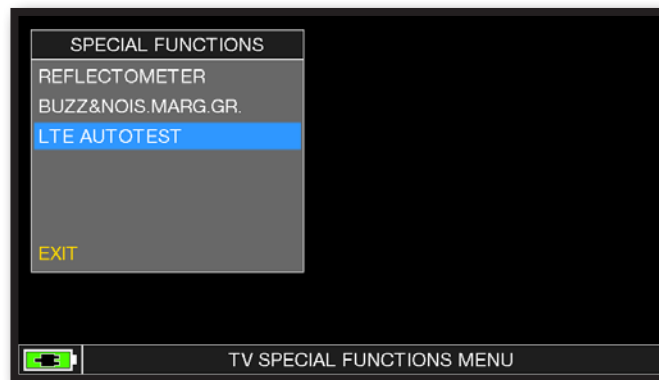 SPECIAL FUNCTIONS
REFLECTOMETER
BUZZ&NOIS.MARG.GR.
LTE AUTOTEST
EXIT
TV SPECIAL FUNCTIONS MENU